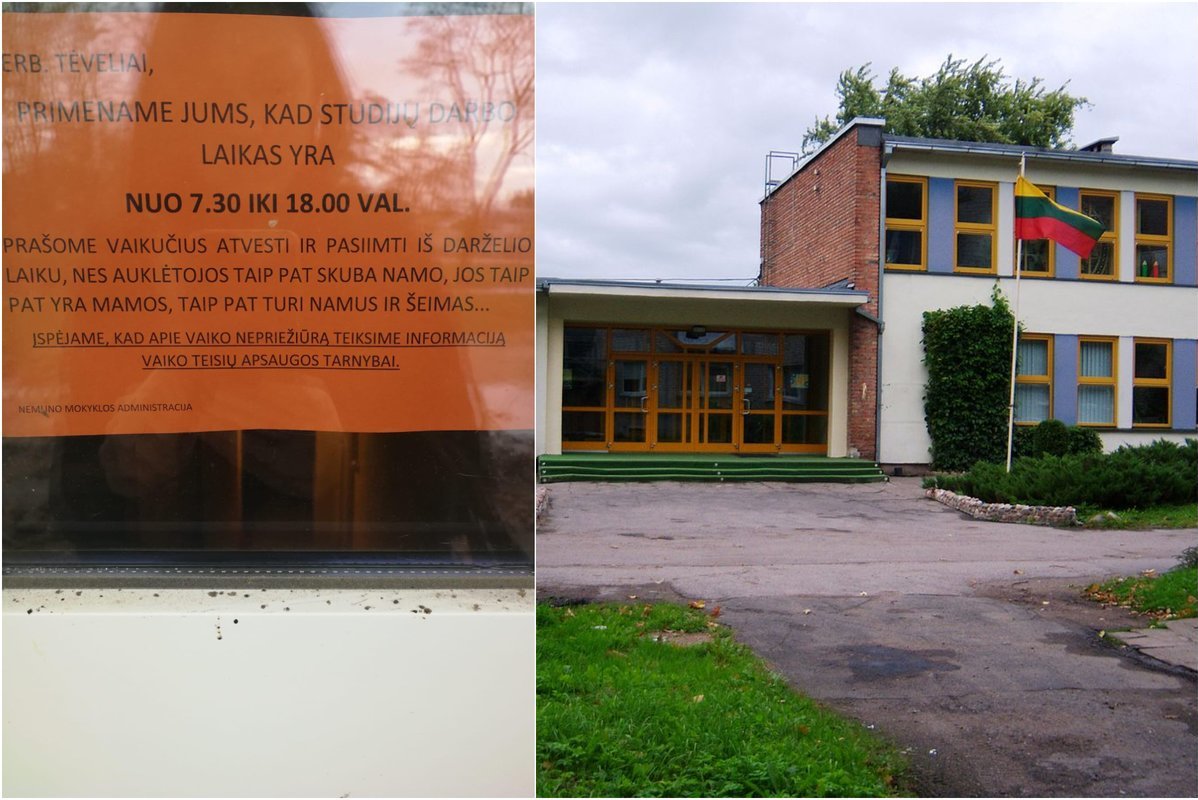 ERB. TĖVELIAI,
PRIMENAME JUMS, KAD STUDIJŲ DARBO
LAIKAS YRA
NUO 7.30 IKI 18.00 VAL.
PRAŠOME VAIKUČIUS ATVESTI IR PASIIMTI IŠ DARŽELIO
LAIKU, NES AUKLĖTOJOS TAIP PAT SKUBA NAMO, JOS TAIP
PAT YRA MAMOS, TAIP PAT TURI NAMUS IR ŠEIMAS...
ĮSPĖJAME, KAD APIE VAIKO NEPRIEŽIŪRĄ TEIKSIME INFORMACIJĄ
VAIKO TEISIŲ APSAUGOS TARNYBAI.
NEMUNO MOKYKLOS ADMINISTRACIJA